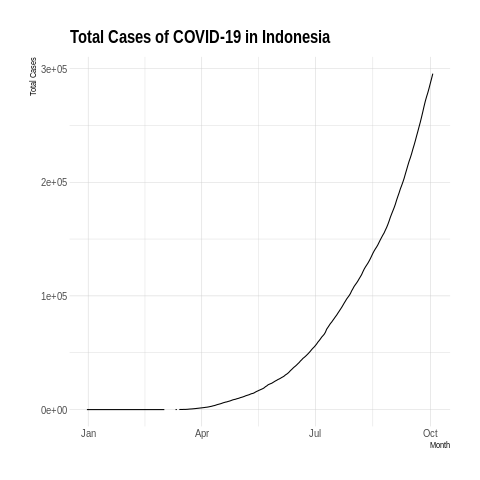 Total Cases of COVID-19 in Indonesia
Total Cases
3e+05
2e+05
1e+05
0e+00
Jan Apr Jul Oct
Month